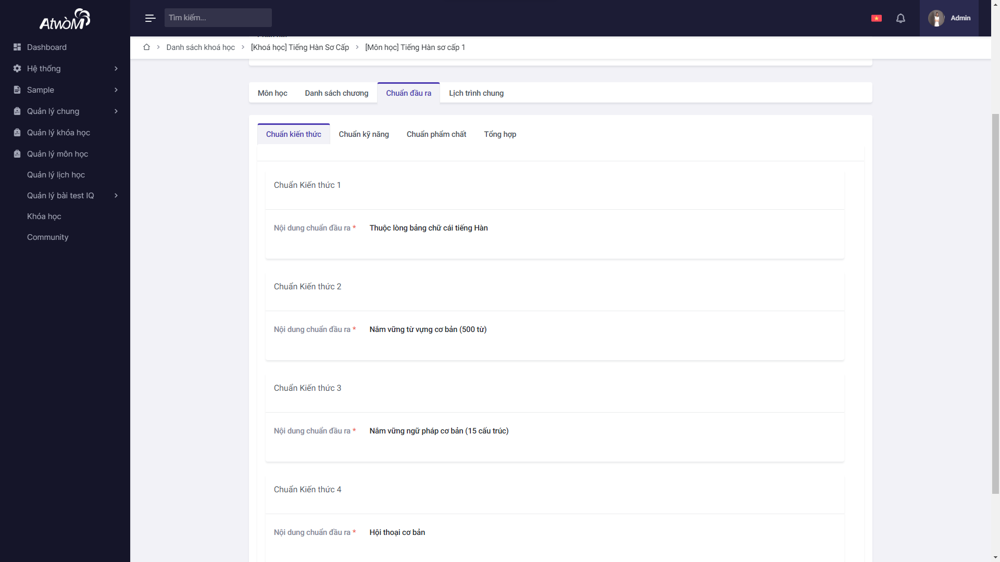 AtwoM
Tìm kiếm...
Admin
Dashboard
Hệ thống
Sample
Quản lý chung
Quản lý khóa học
Quản lý môn học
Quản lý lịch học
Quản lý bài test IQ
Khóa học
Community
Danh sách khoá học
[Khoá học] Tiếng Hàn Sơ Cấp
[Môn học] Tiếng Hàn sơ cấp 1
Môn học
Danh sách chương
Chuẩn đầu ra
Lịch trình chung
Chuẩn kiến thức
Chuẩn kỹ năng
Chuẩn phẩm chất
Tổng hợp
Chuẩn Kiến thức 1
Nội dung chuẩn đầu ra * Thuộc lòng bảng chữ cái tiếng Hàn
Chuẩn Kiến thức 2
Nội dung chuẩn đầu ra * Nắm vững từ vựng cơ bản (500 từ)
Chuẩn Kiến thức 3
Nội dung chuẩn đầu ra * Nắm vững ngữ pháp cơ bản (15 cấu trúc)
Chuẩn Kiến thức 4
Nội dung chuẩn đầu ra * Hội thoại cơ bản